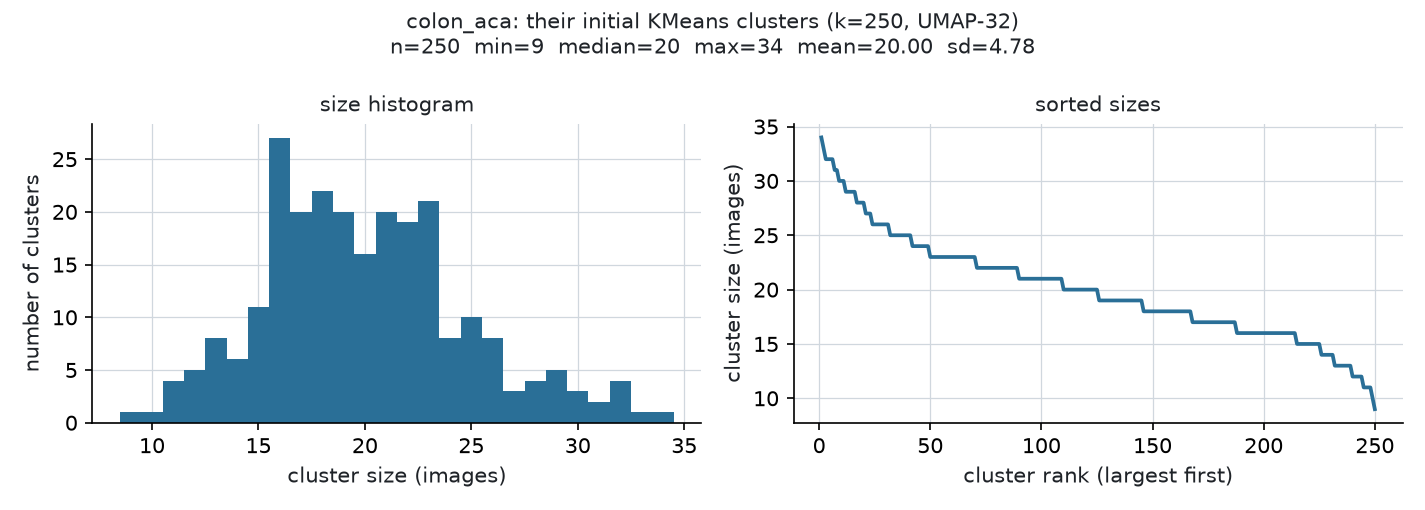 colon_aca: their initial KMeans clusters (k=250, UMAP-32)
n=250  min=9  median=20  max=34  mean=20.00  sd=4.78
size histogram
number of clusters
25
20
15
10
5
0
10 15 20 25 30 35
cluster size (images)
sorted sizes
cluster size (images)
35
30
25
20
15
10
0 50 100 150 200 250
cluster rank (largest first)